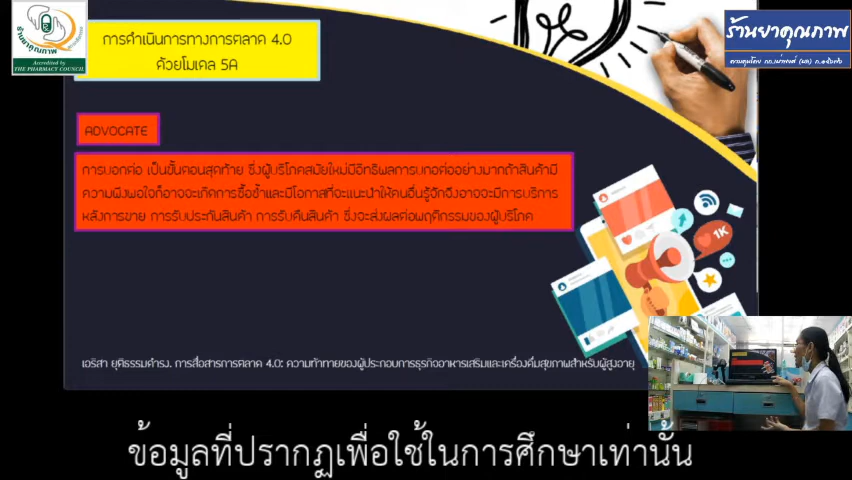 ร้านยาคุณภาพ
Accredited by
THE PHARMACY COUNCIL
การดำเนินการทางการตลาด 4.0
ด้วยโมเดล 5A
ร้านยาคุณภาพ
ADVOCATE
การบอกต่อ เป็นขั้นตอนสุดท้าย ซึ่งผู้บริโภคสมัยใหม่มีอิทธิพลการบกอต่ออย่างมากถ้าสินค้ามี
ความพึงพอใจก็อาจจะเกิดการซื้อซ้ำและมีโอกาสที่จะแนะนำให้คนอื่นรู้จักจึงอาจจะมีการบริการ
หลังการขาย การรับประกันสินค้า การรับคืนสินค้า ซึ่งจะส่งผลต่อพฤติกรรมของผู้บริโภค
1K
เอริสา ยุติธรรมดำรง. การสื่อสารการตลาด 4.0: ความท้าทายของผู้ประกอบการธุรกิจอาหารเสริมและเครื่องดื่มสุขภาพสำหรับผู้สูงอายุ
ข้อมูลที่ปรากฏเพื่อใช้ในการศึกษาเท่านั้น